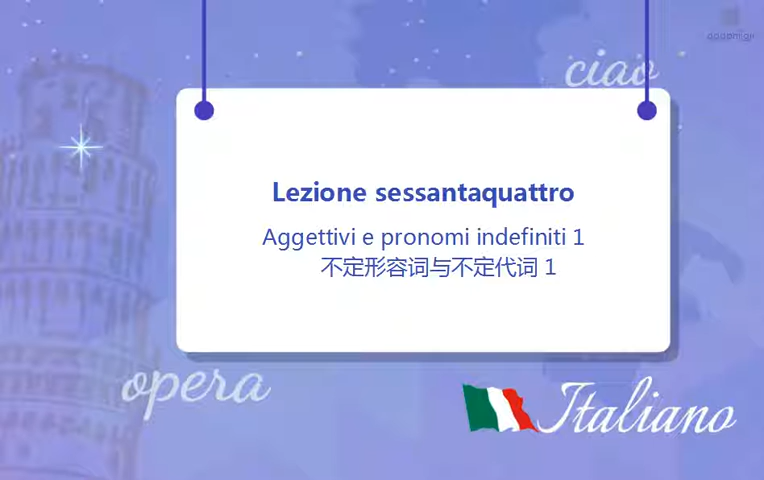 ciao
Lezione sessantaquattro
Aggettivi e pronomi indefiniti 1
不定形容词与不定代词 1
opera
Italiano